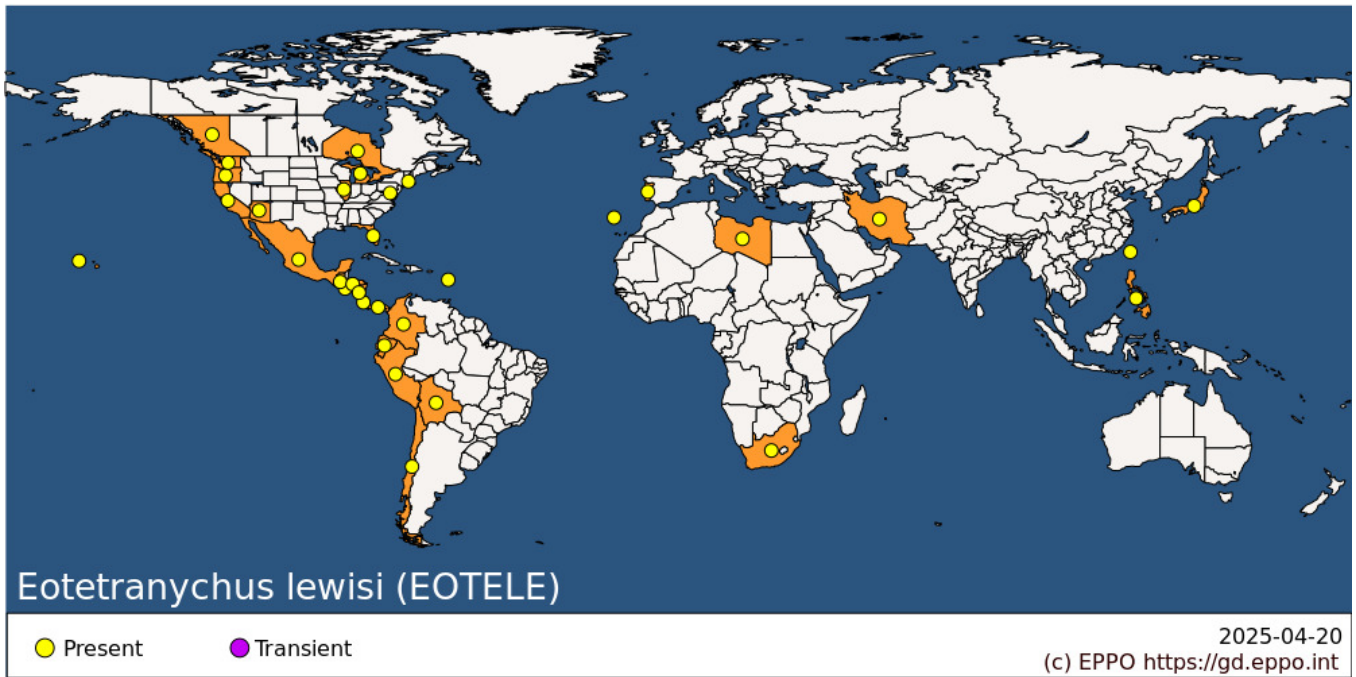 Eotetranychus lewisi (EOTELE)
Present
Transient
2025-04-20
(c) EPPO https://gd.eppo.int